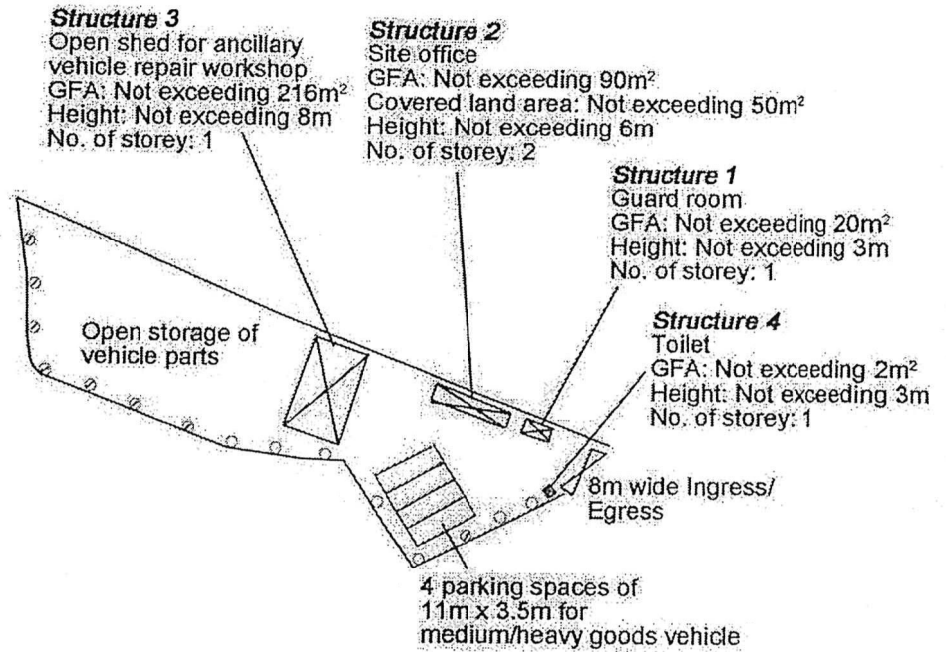 Structure 3
Open shed for ancillary
vehicle repair workshop
GFA: Not exceeding 216m²
Height: Not exceeding 8m
No. of storey: 1
Structure 2
Site office
GFA: Not exceeding 90m²
Covered land area: Not exceeding 50m²
Height: Not exceeding 6m
No. of storey: 2
Structure 1
Guard room
GFA: Not exceeding 20m²
Height: Not exceeding 3m
No. of storey: 1
Structure 4
Toilet
GFA: Not exceeding 2m²
Height: Not exceeding 3m
No. of storey: 1
Open storage of
vehicle parts
8m wide Ingress/
Egress
4 parking spaces of
11m x 3.5m for
medium/heavy goods vehicle